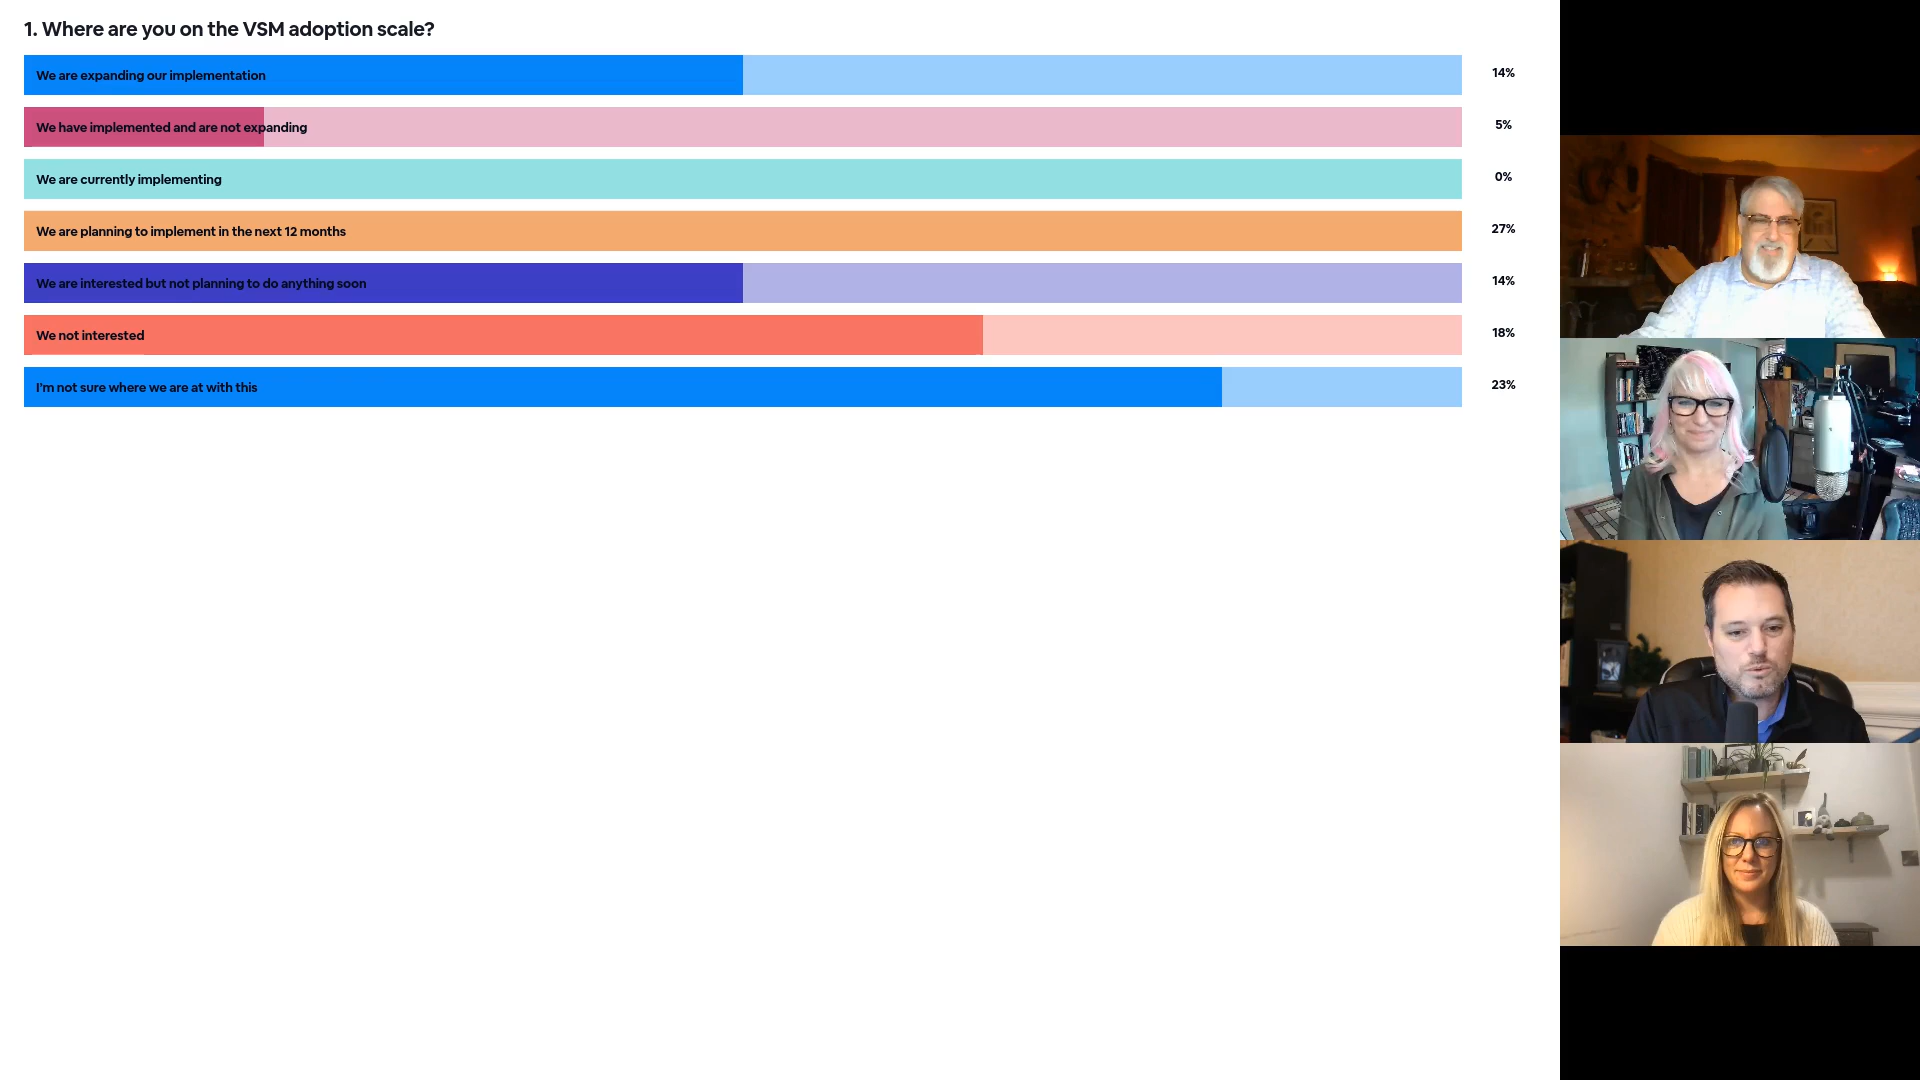 1. Where are you on the VSM adoption scale?
We are expanding our implementation 14%
We have implemented and are not expanding 5%
We are currently implementing 0%
We are planning to implement in the next 12 months 27%
We are interested but not planning to do anything soon 14%
We not interested 18%
I'm not sure where we are at with this 23%